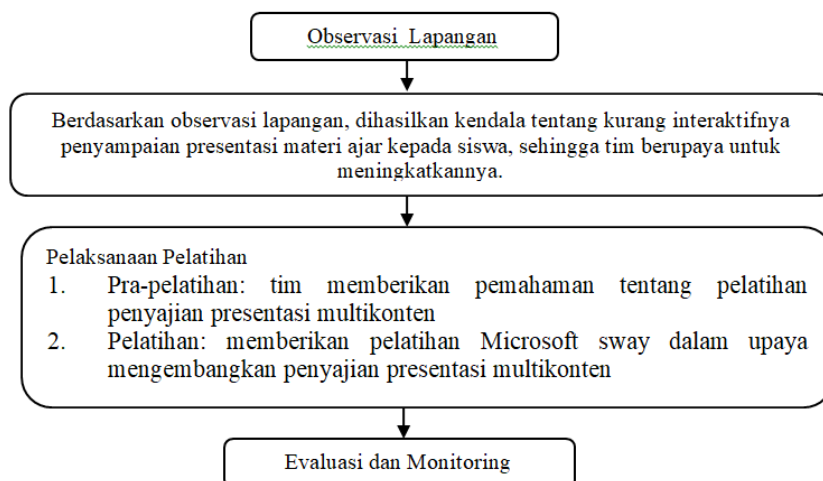 Observasi Lapangan
Berdasarkan observasi lapangan, dihasilkan kendala tentang kurang interaktifnya
penyampaian presentasi materi ajar kepada siswa, sehingga tim berupaya untuk
meningkatkannya.
Pelaksanaan Pelatihan
1. Pra-pelatihan: tim memberikan pemahaman tentang pelatihan
penyajian presentasi multikonten
2. Pelatihan: memberikan pelatihan Microsoft sway dalam upaya
mengembangkan penyajian presentasi multikonten
Evaluasi dan Monitoring